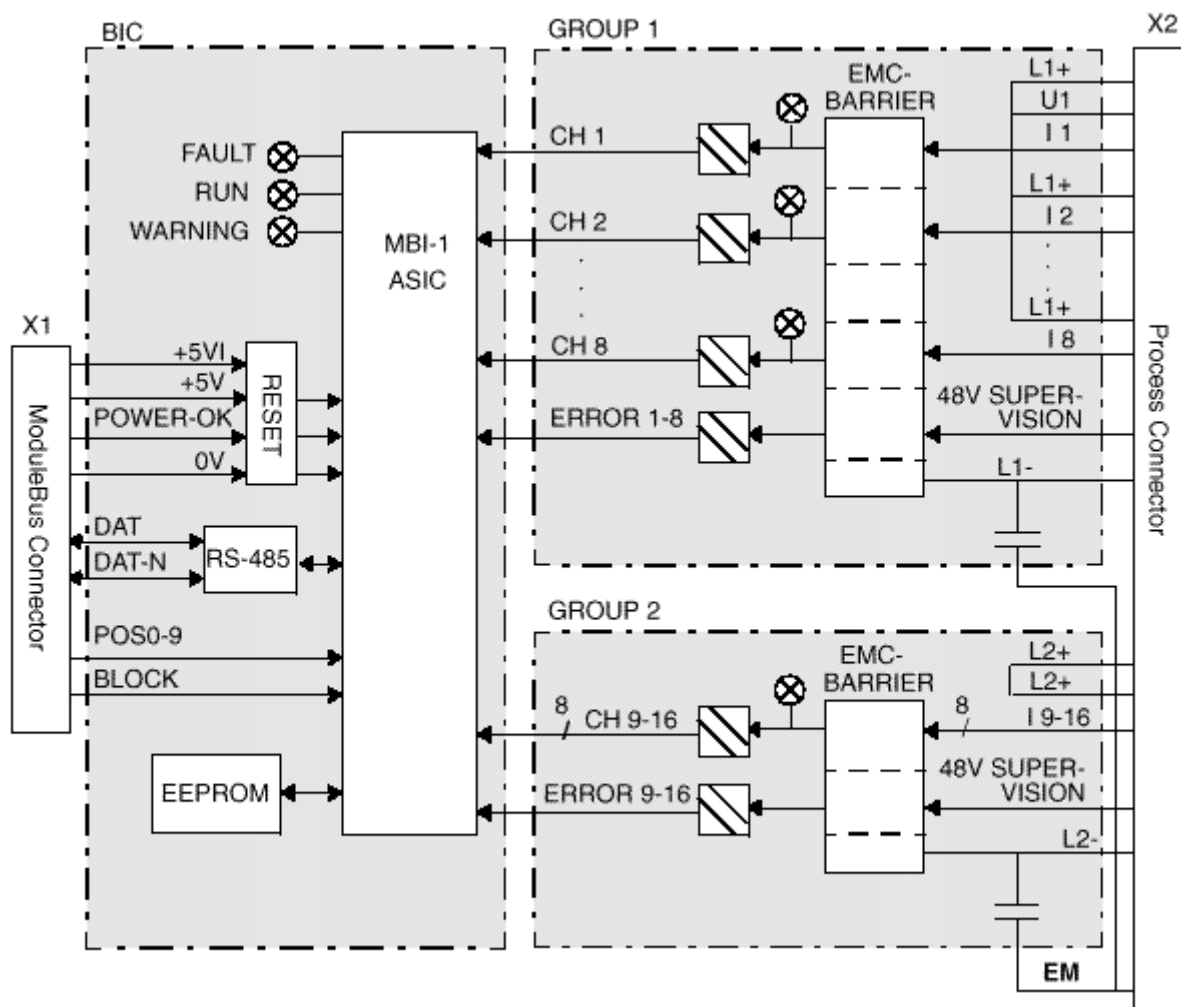 BIC
GROUP 1
X2
EMC-
BARRIER
L1+
U1
I 1
L1+
I 2
L1+
I 8
48V SUPER-
VISION
L1-
CH 1
CH 2
CH 8
ERROR 1-8
FAULT
RUN
WARNING
MBI-1
ASIC
X1
ModuleBus Connector
+5VI
+5V
POWER-OK
0V
RESET
DAT
DAT-N
RS-485
POS0-9
BLOCK
EEPROM
Process Connector
GROUP 2
EMC-
BARRIER
L2+
L2+
8
I 9-16
48V SUPER-
VISION
L2-
8
CH 9-16
ERROR 9-16
EM